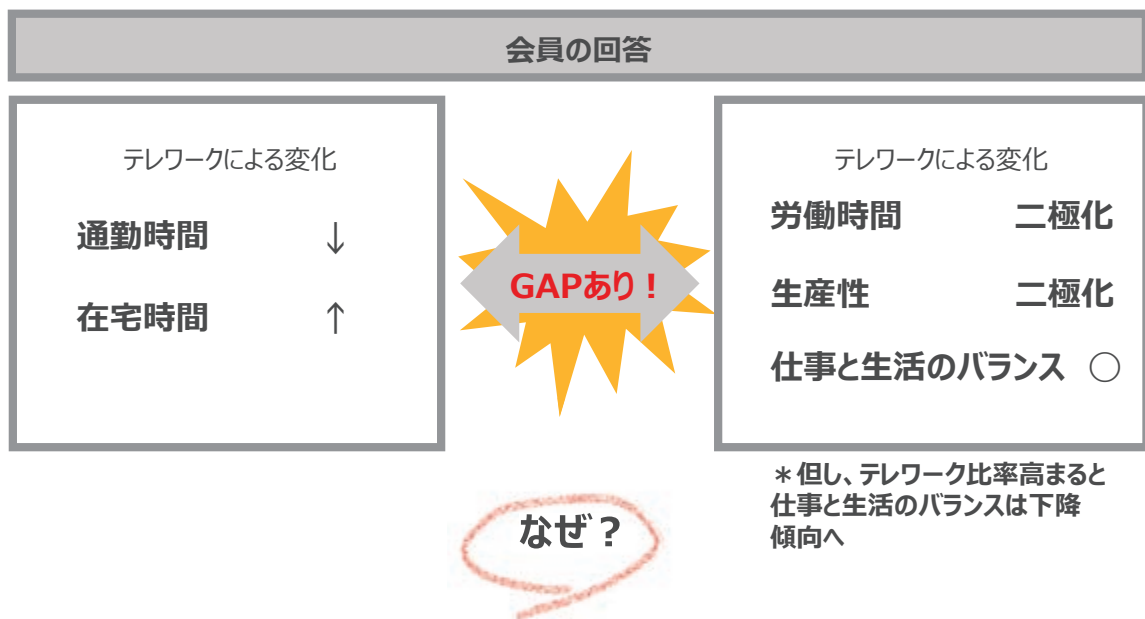 会員の回答
テレワークによる変化
通勤時間 ↓
在宅時間 ↑
GAPあり！
テレワークによる変化
労働時間 二極化
生産性 二極化
仕事と生活のバランス ○
＊但し、テレワーク比率高まると
仕事と生活のバランスは下降
傾向へ
なぜ？